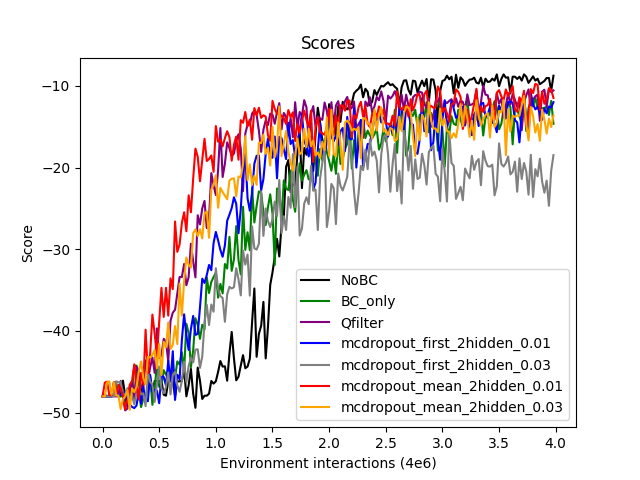 Scores
Score
−10
−20
−30
−40
−50
0.0 0.5 1.0 1.5 2.0 2.5 3.0 3.5 4.0
Environment interactions (4e6)
NoBC
BC_only
Qfilter
mcdropout_first_2hidden_0.01
mcdropout_first_2hidden_0.03
mcdropout_mean_2hidden_0.01
mcdropout_mean_2hidden_0.03